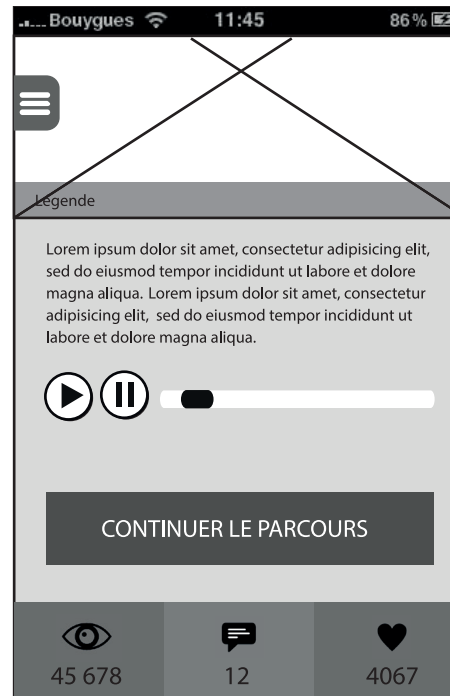 Bouygues 11:45 86%
Legende
Lorem ipsum dolor sit amet, consectetur adipisicing elit,
sed do eiusmod tempor incididunt ut labore et dolore
magna aliqua. Lorem ipsum dolor sit amet, consectetur
adipisicing elit, sed do eiusmod tempor incididunt ut
labore et dolore magna aliqua.
CONTINUER LE PARCOURS
45 678 12 4067